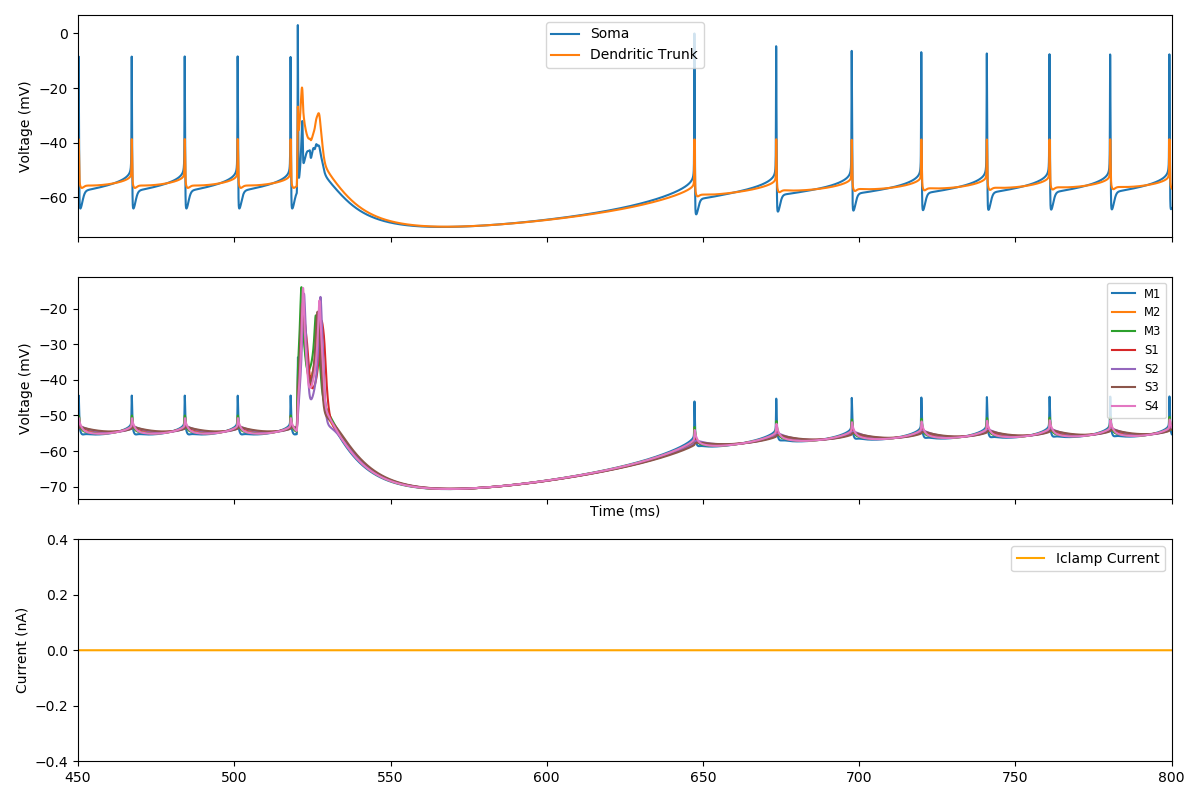 0
−20
−40
−60
Voltage (mV)
Soma
Dendritic Trunk
−20
−30
−40
−50
−60
−70
Voltage (mV)
M1
M2
M3
S1
S2
S3
S4
Time (ms)
0.4
0.2
0.0
−0.2
−0.4
Current (nA)
Iclamp Current
450 500 550 600 650 700 750 800